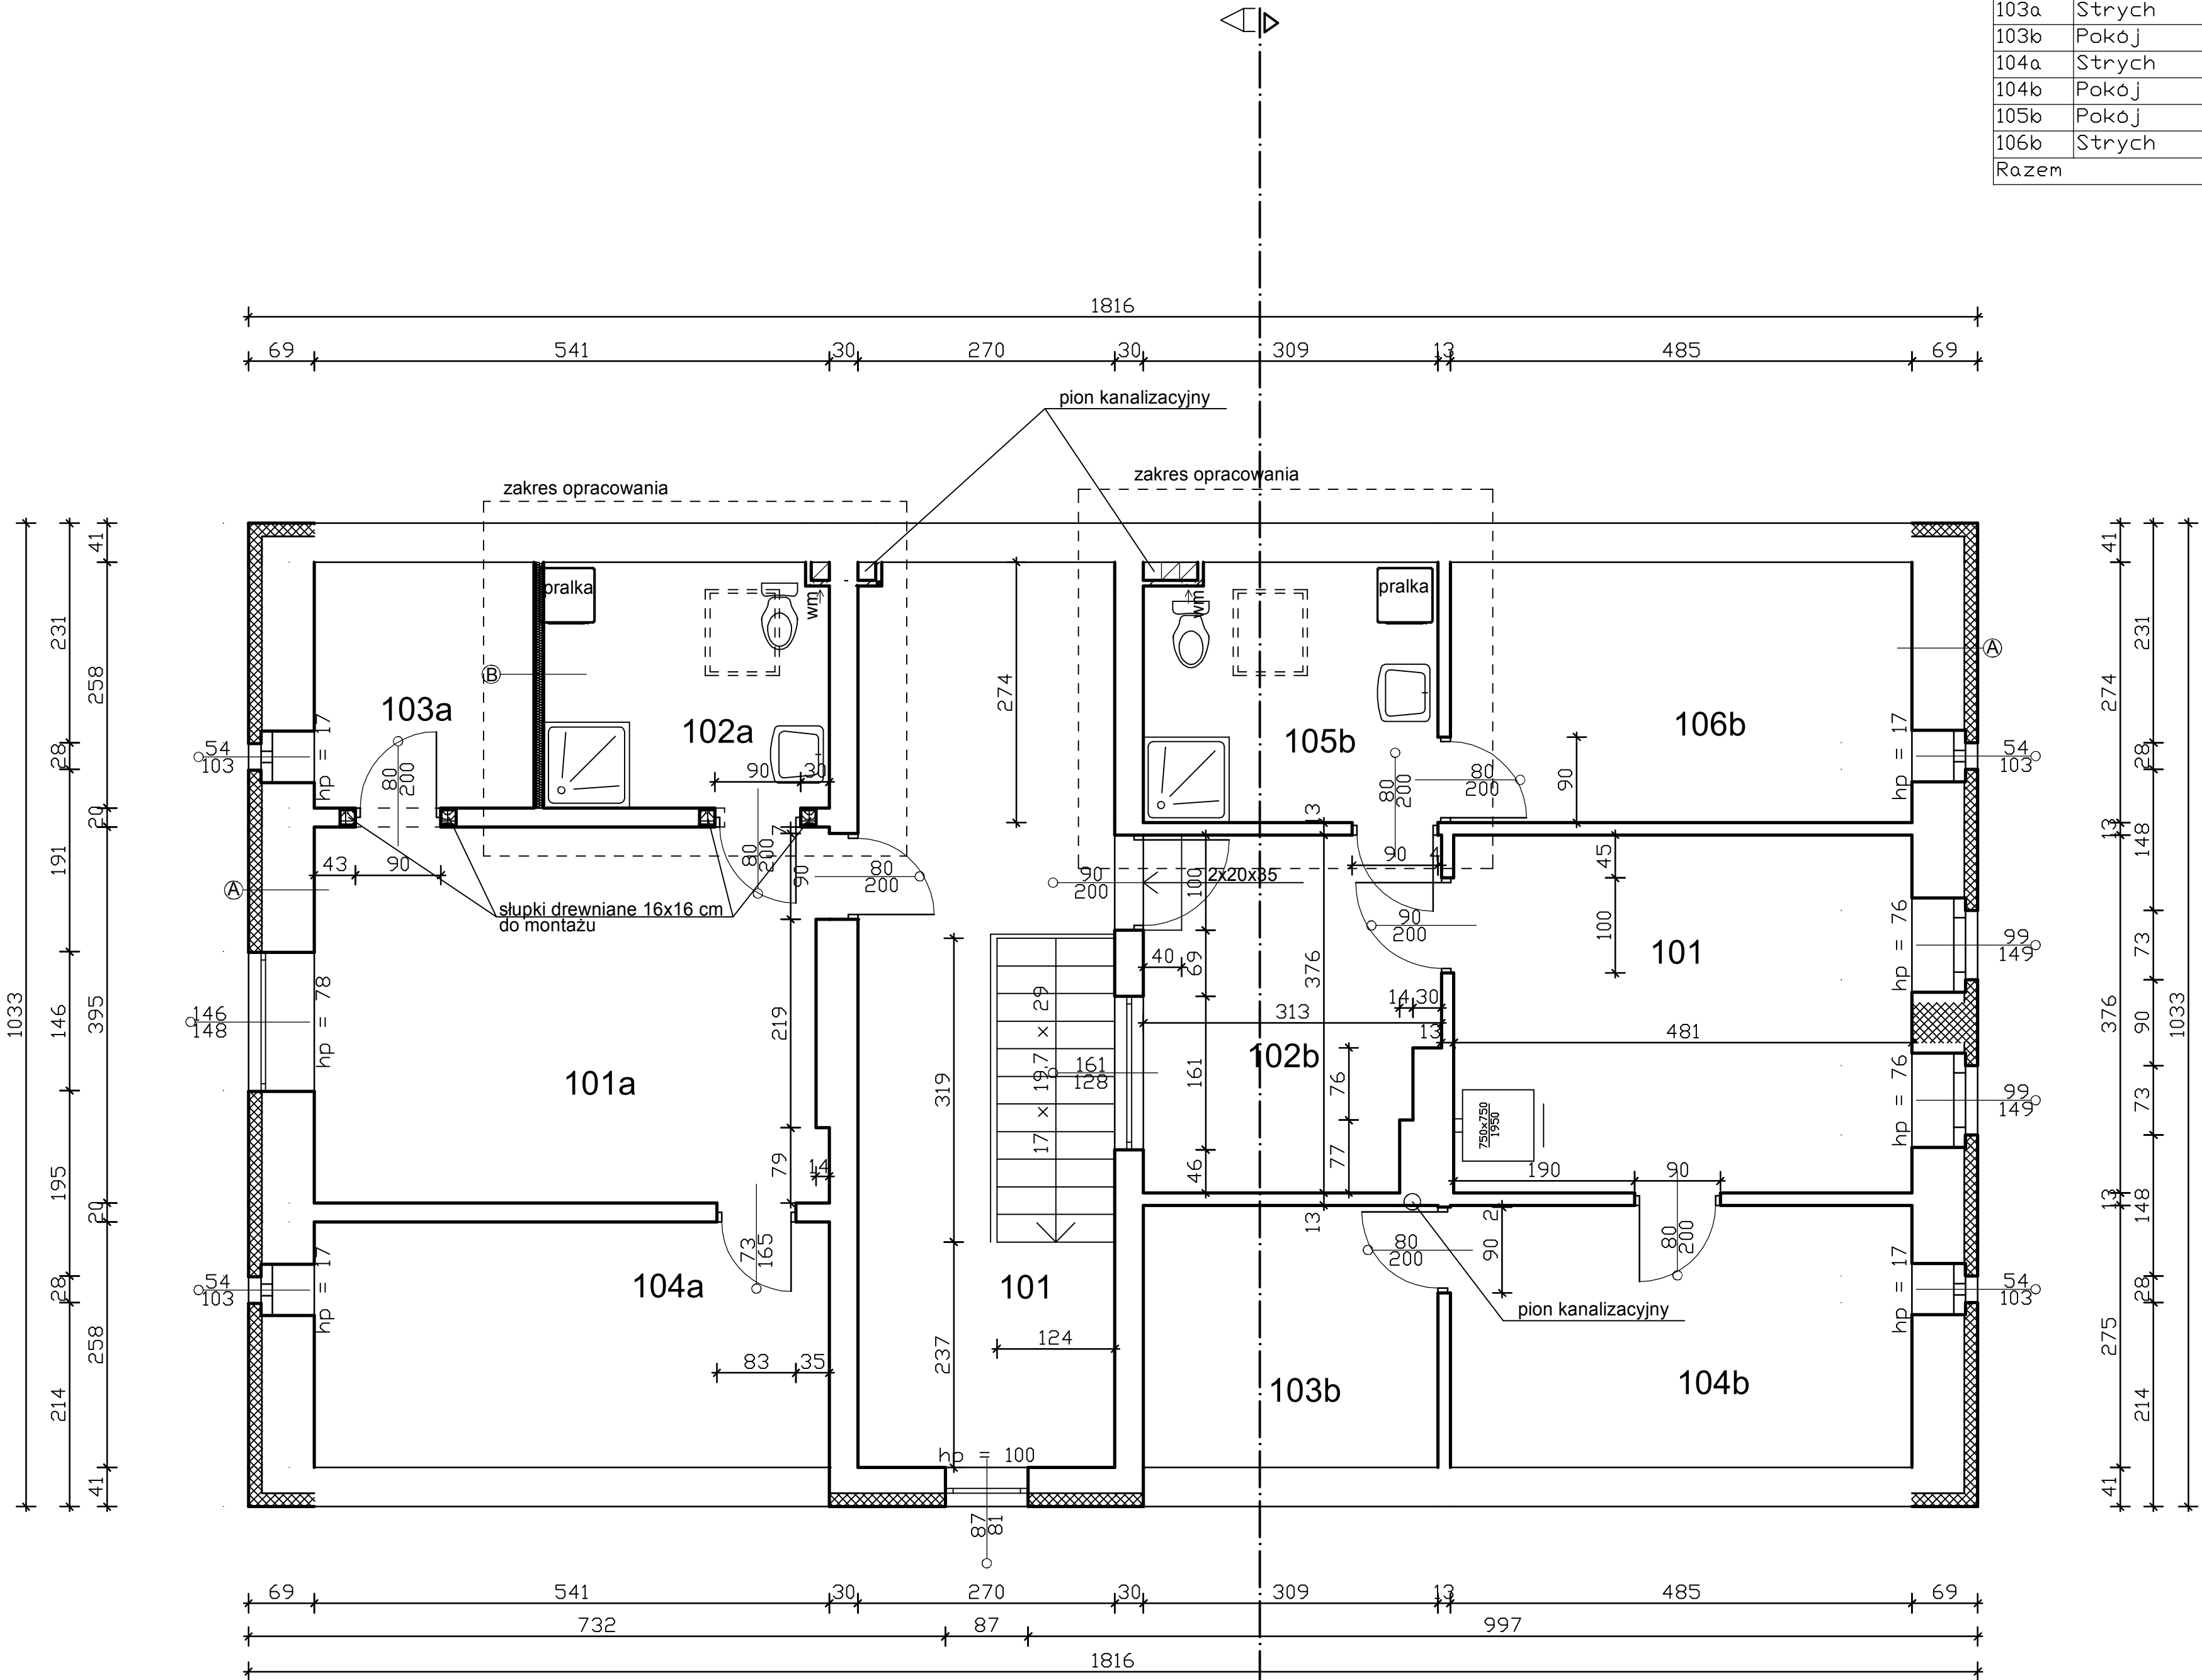 103a Strych
103b Pokój
104a Strych
104b Pokój
105b Pokój
106b Strych
Razem
1816
69 541 30 270 30 309 13 485 69
pion kanalizacyjny
zakres opracowania
zakres opracowania
1033
231 28 191 146 195 28 214
41 258 20 395 20 258 41
pralka
wm
B
103a
102a
hp = 17
54
103
80
200
90 30
43 90
A
7
80
200
90
80
200
słupki drewniane 16x16 cm
do montażu
146
148
hp = 78
101a
219
79
14
73
165
104a
54
103
hp = 17
83 35
274
319
17 x 19,7 x 29
161
128
101
237
124
hp = 100
87
81
pralka
wm
105b
80
200
80
200
90
106b
A
hp = 17
54
103
13
90 4
90
200
2x20x35
100
90
200
45
100
101
40
69
376
14 30
313
13
481
102b
161
76
77
46
750x750
1950
190 90
hp = 76
99
149
hp = 76
99
149
13
80
200
2
90
80
200
pion kanalizacyjny
103b
104b
hp = 17
54
103
41 274 13 376 13 275 41
231 28 148 73 90 73 148 28 214
1033
69 541 30 270 30 309 13 485 69
732 87 997
1816